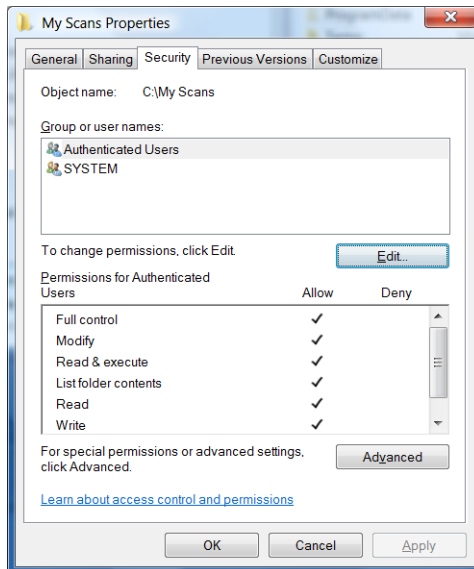 My Scans Properties
General Sharing Security Previous Versions Customize
Object name: C:\My Scans
Group or user names:
Authenticated Users
SYSTEM
To change permissions, click Edit.
Edit...
Permissions for Authenticated
Users Allow Deny
Full control
Modify
Read & execute
List folder contents
Read
Write
For special permissions or advanced settings,
click Advanced.
Advanced
Learn about access control and permissions
OK Cancel Apply